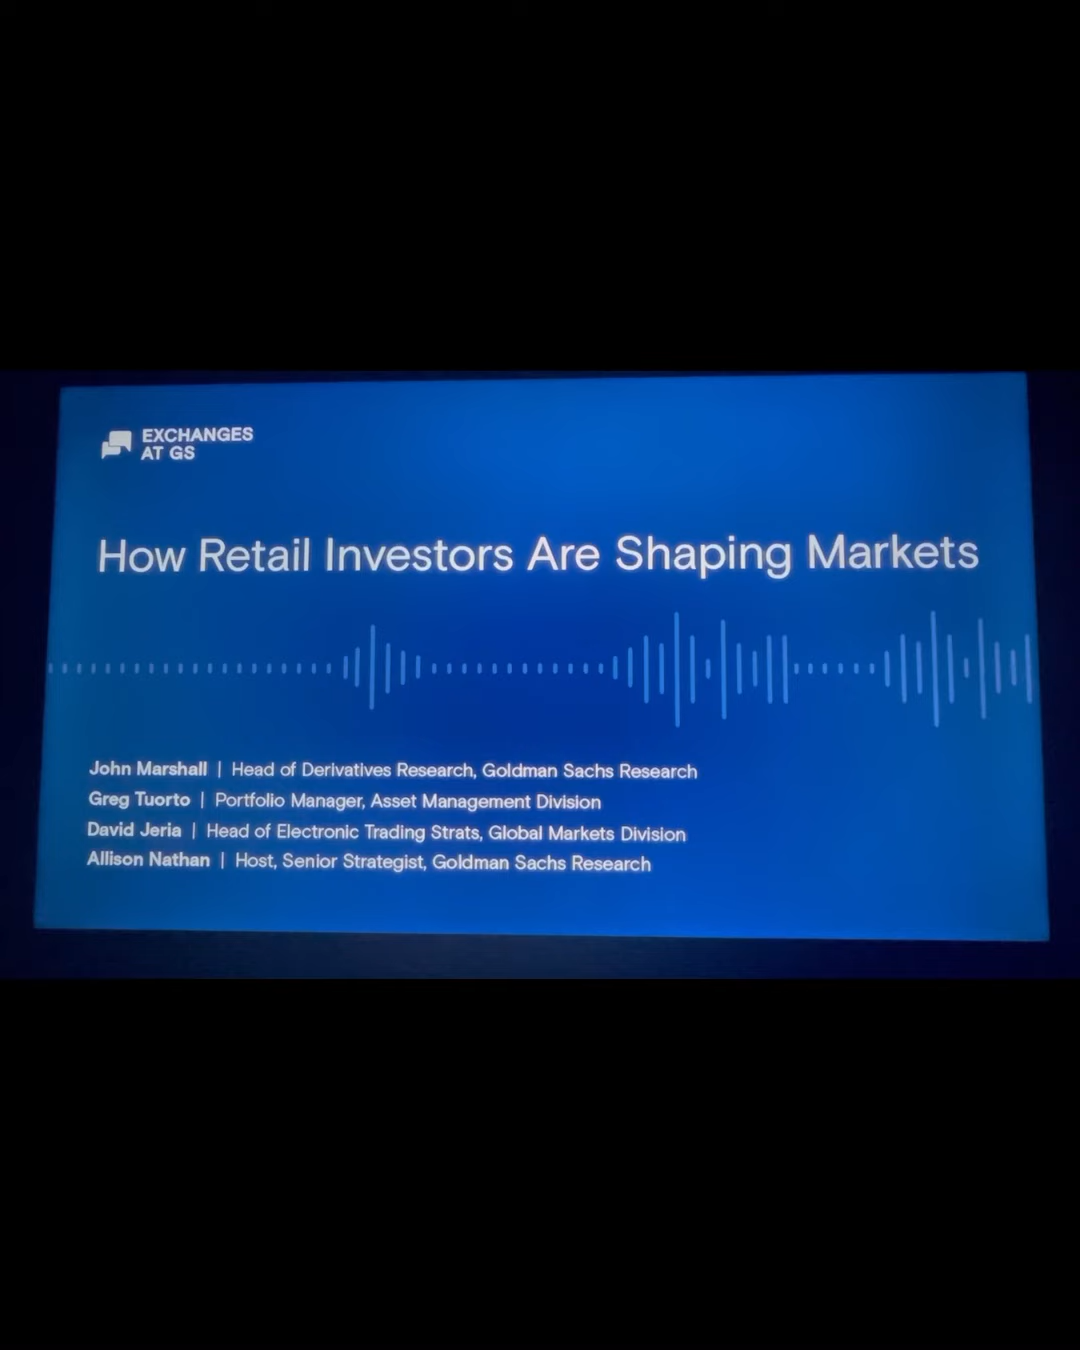 EXCHANGES
AT GS
How Retail Investors Are Shaping Markets
John Marshall | Head of Derivatives Research, Goldman Sachs Research
Greg Tuorto | Portfolio Manager, Asset Management Division
David Jeria | Head of Electronic Trading Strats, Global Markets Division
Allison Nathan | Host, Senior Strategist, Goldman Sachs Research